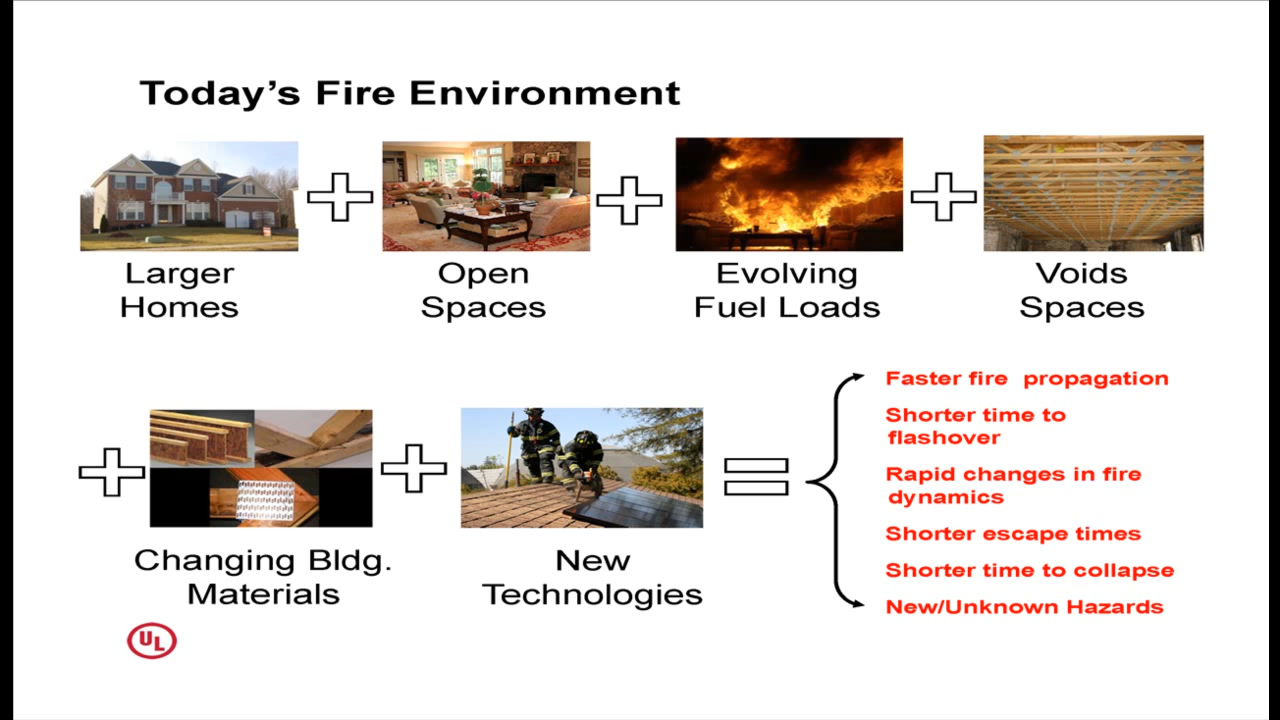 Today's Fire Environment
Larger
Homes
Open
Spaces
Evolving
Fuel Loads
Voids
Spaces
Changing Bldg.
Materials
New
Technologies
Faster fire propagation
Shorter time to
flashover
Rapid changes in fire
dynamics
Shorter escape times
Shorter time to collapse
New/Unknown Hazards
UL